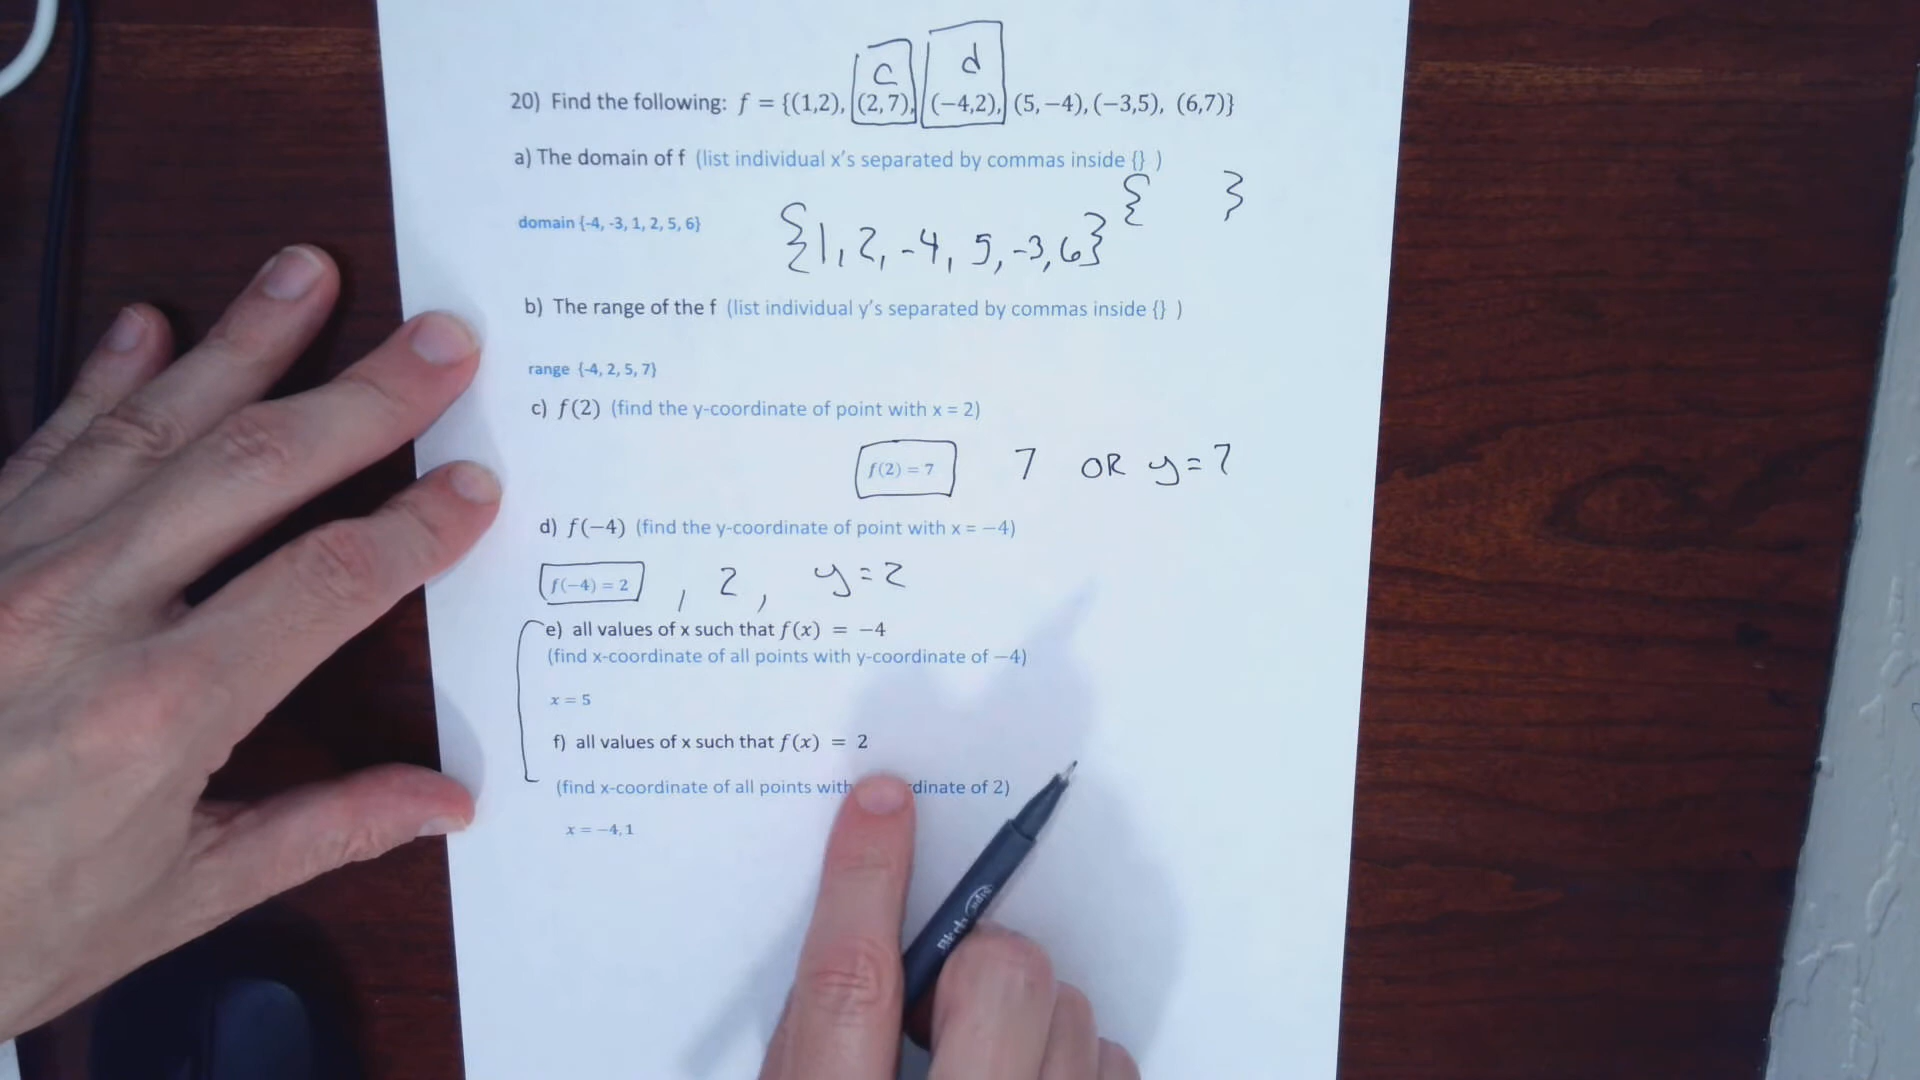 c d
20) Find the following: f = {(1,2), (2, 7), (−4,2), (5, −4), (−3,5), (6,7)}
a) The domain of f (list individual x's separated by commas inside {} )
{ }
domain {-4, -3, 1, 2, 5, 6} {1, 2, -4, 5, -3, 6}
b) The range of the f (list individual y's separated by commas inside {} )
range {-4, 2, 5, 7}
c) f(2) (find the y-coordinate of point with x = 2)
f(2) = 7 7 OR y = 7
d) f(−4) (find the y-coordinate of point with x = −4)
f(−4) = 2 , 2 , y = 2
e) all values of x such that f(x) = −4
(find x-coordinate of all points with y-coordinate of −4)
x = 5
f) all values of x such that f(x) = 2
(find x-coordinate of all points with dinate of 2)
x = −4, 1